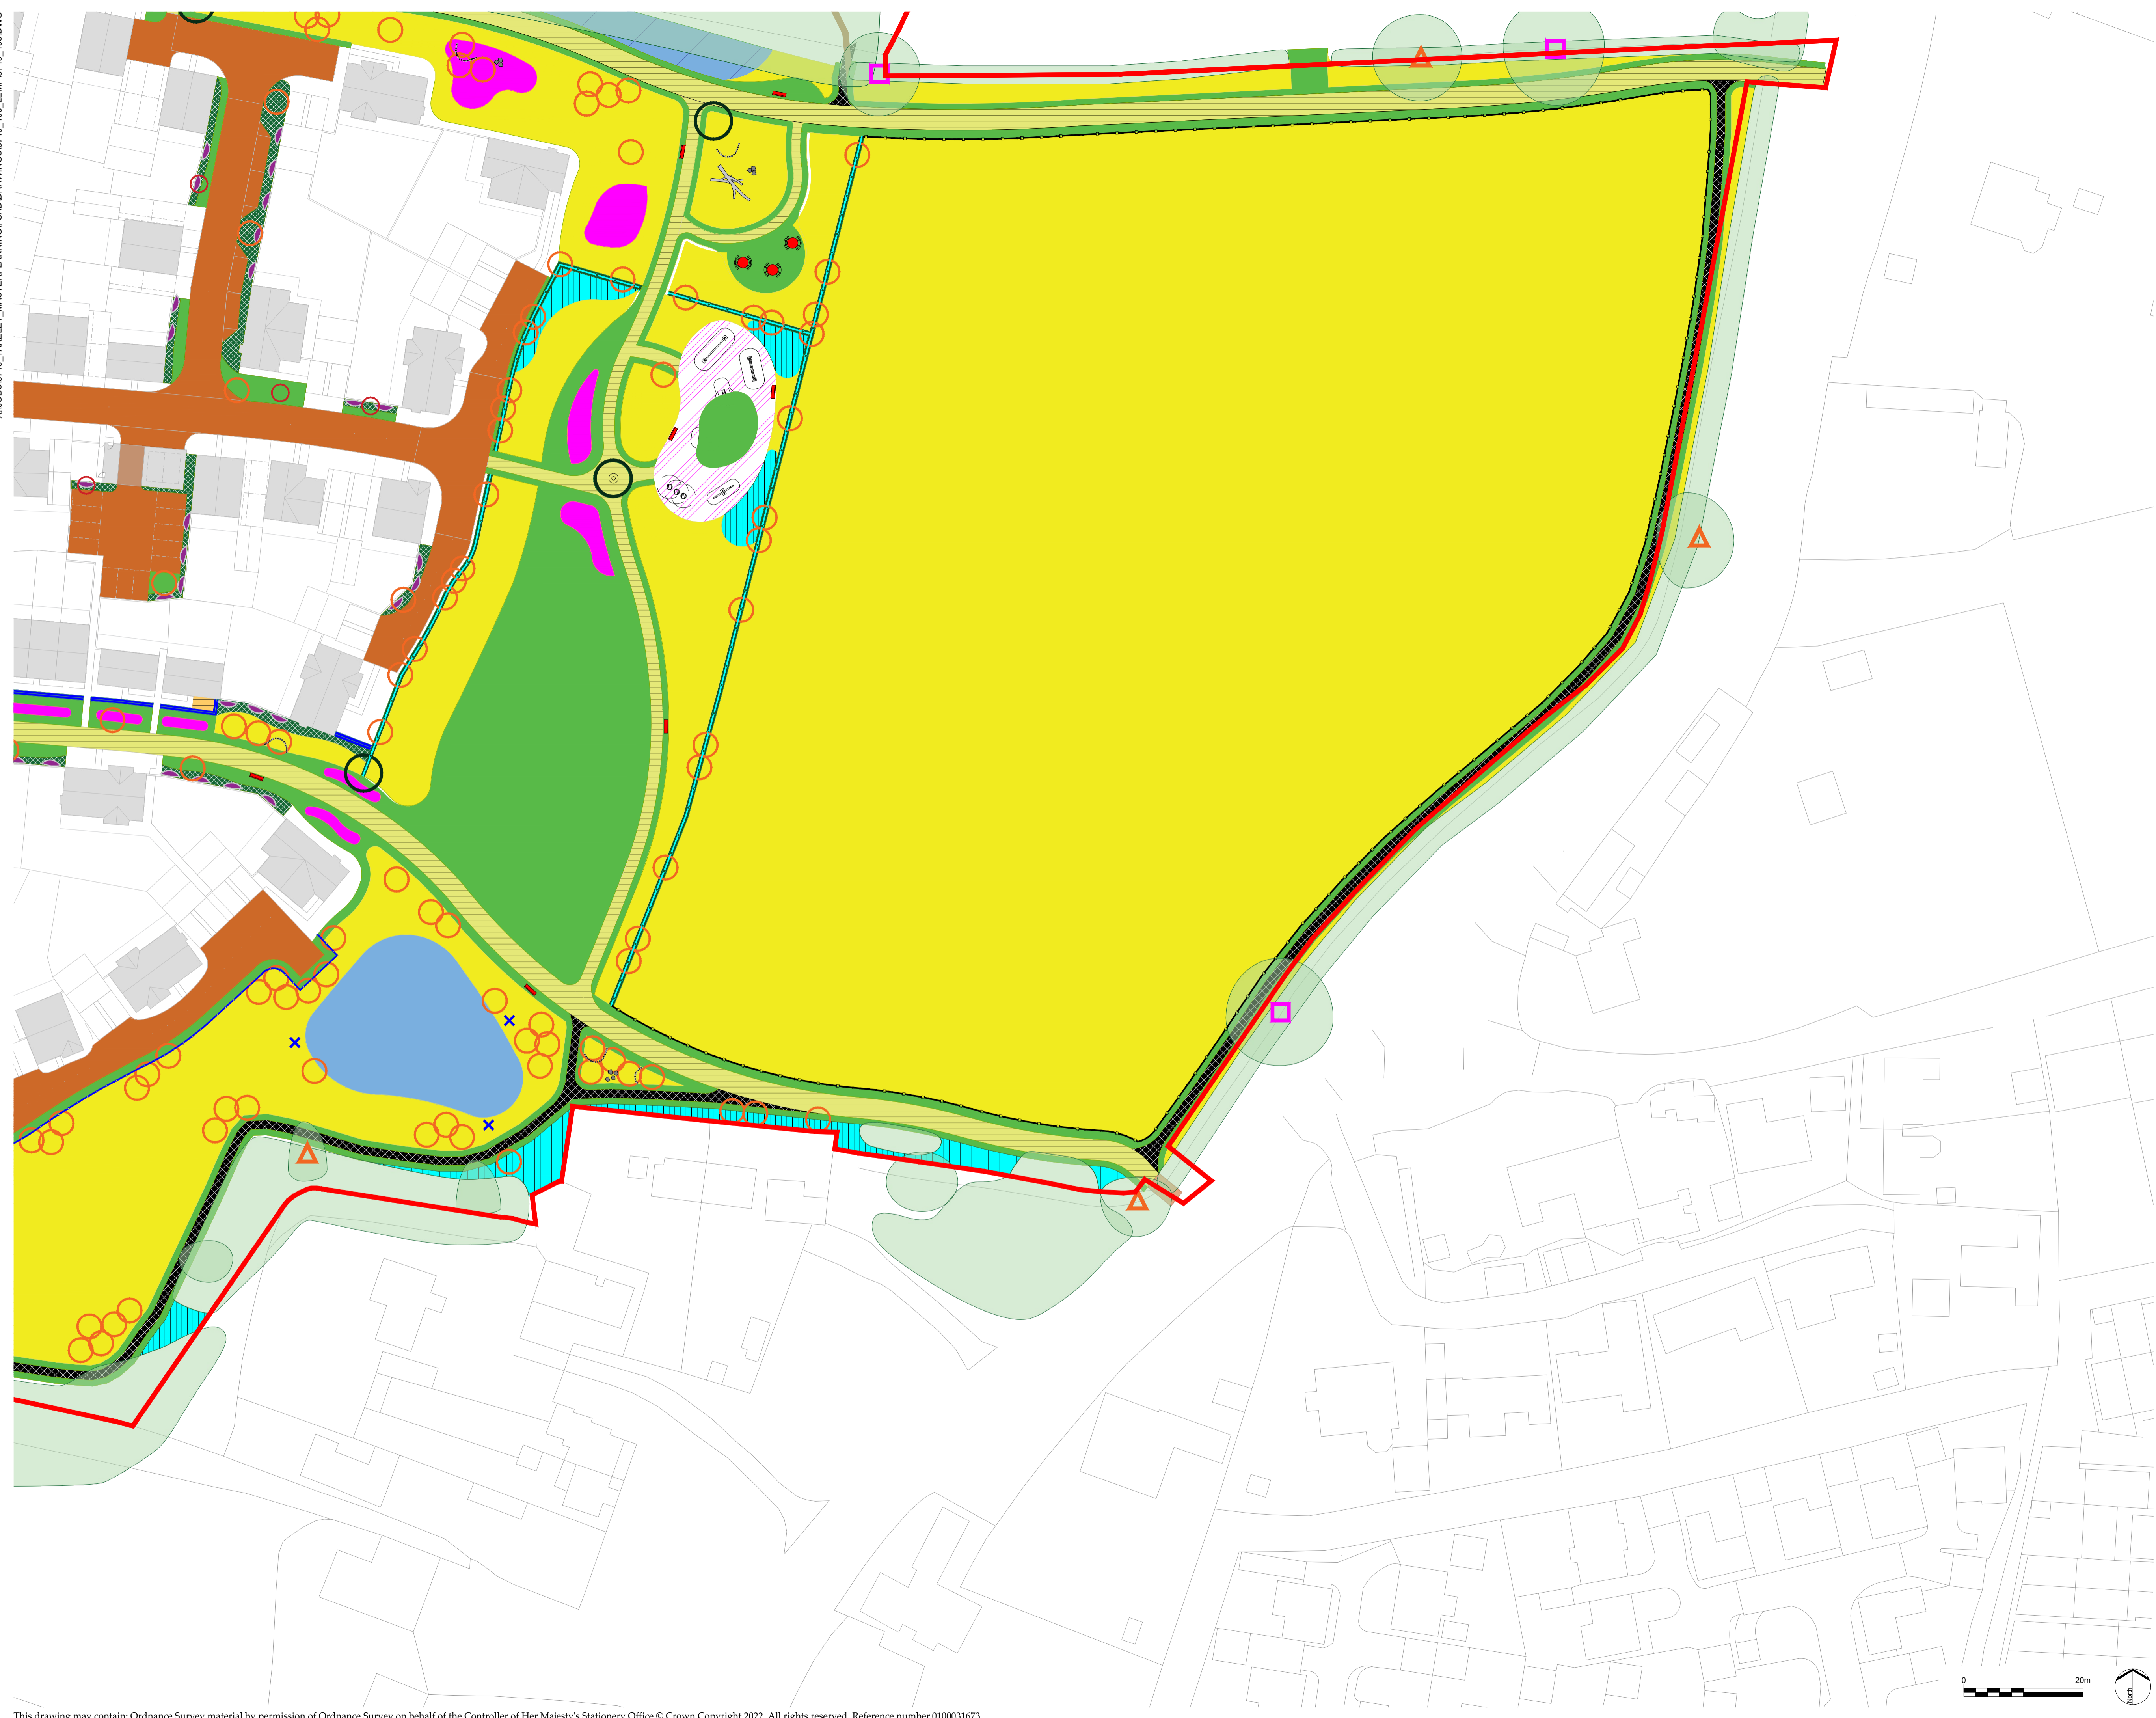 0 20m
North
This drawing may contain: Ordnance Survey material by permission of Ordnance Survey on behalf of the Controller of Her Majesty's Stationery Office © Crown Copyright 2022. All rights reserved. Reference number 0100031673